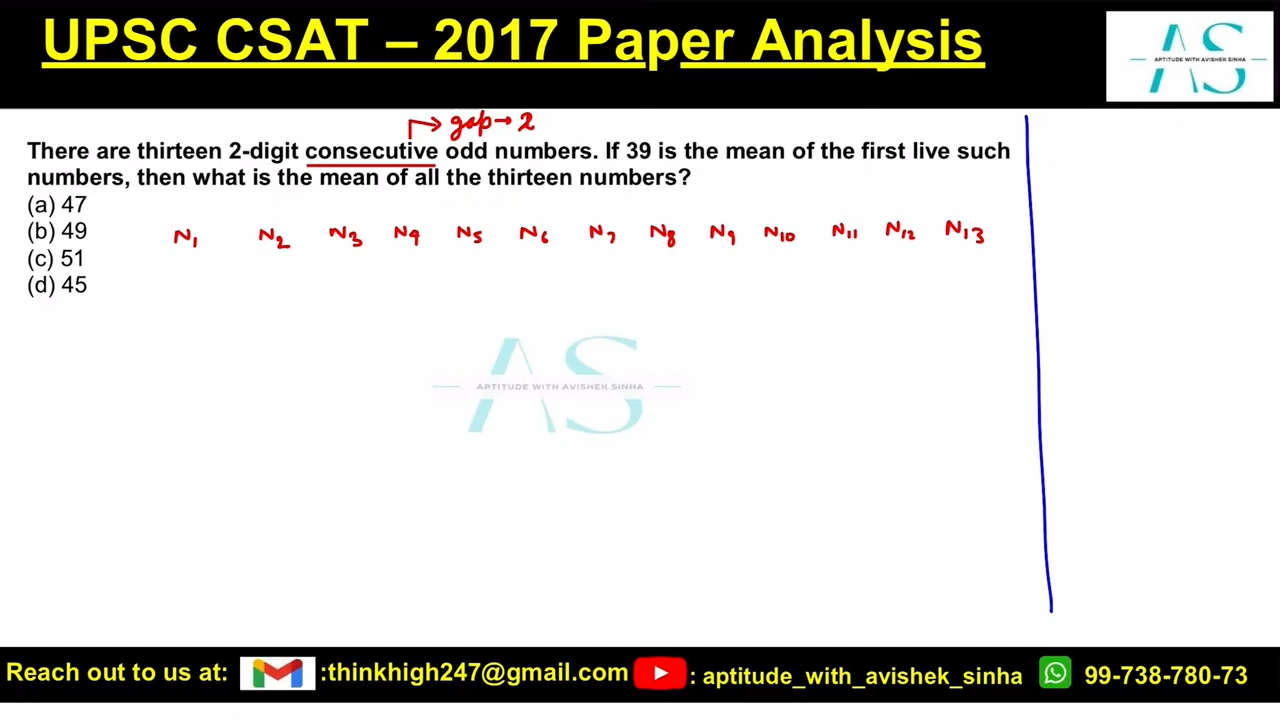 UPSC CSAT – 2017 Paper Analysis
AS
APTITUDE WITH AVISHEK SINHA
gap → 2
There are thirteen 2-digit consecutive odd numbers. If 39 is the mean of the first live such
numbers, then what is the mean of all the thirteen numbers?
(a) 47
(b) 49
(c) 51
(d) 45
N1 N2 N3 N4 N5 N6 N7 N8 N9 N10 N11 N12 N13
AS
APTITUDE WITH AVISHEK SINHA
Reach out to us at: :thinkhigh247@gmail.com : aptitude_with_avishek_sinha 99-738-780-73